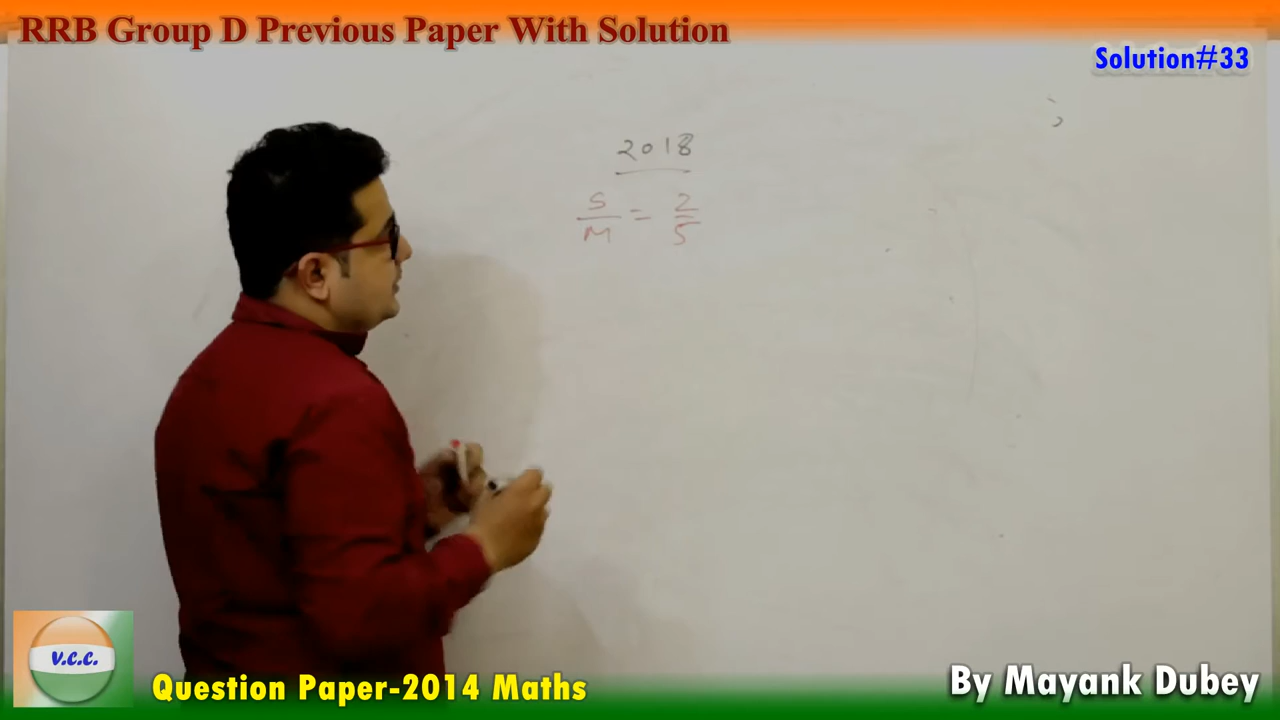 RRB Group D Previous Paper With Solution
Solution#33
2018
S/M = 2/5
V.C.C.
Question Paper-2014 Maths
By Mayank Dubey